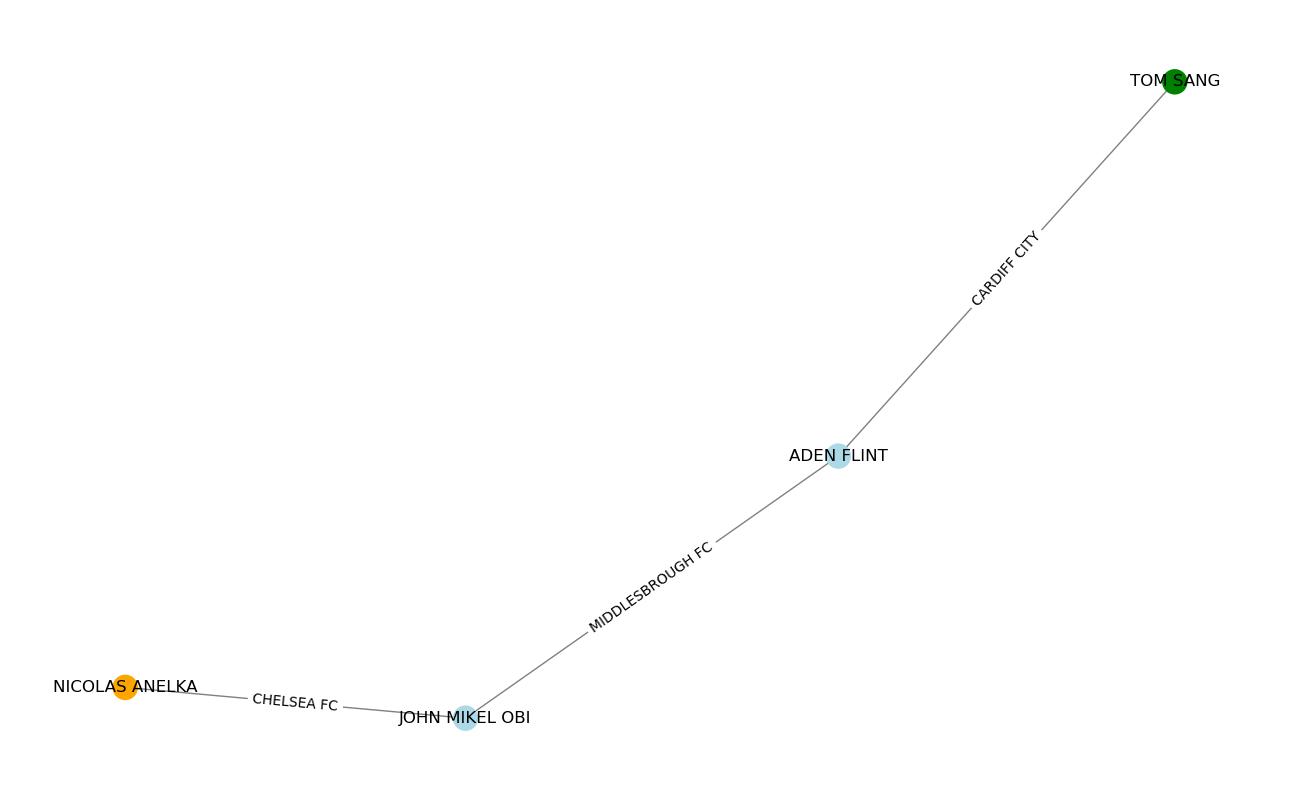 TOM SANG
CARDIFF CITY
ADEN FLINT
MIDDLESBROUGH FC
NICOLAS ANELKA
CHELSEA FC
JOHN MIKEL OBI